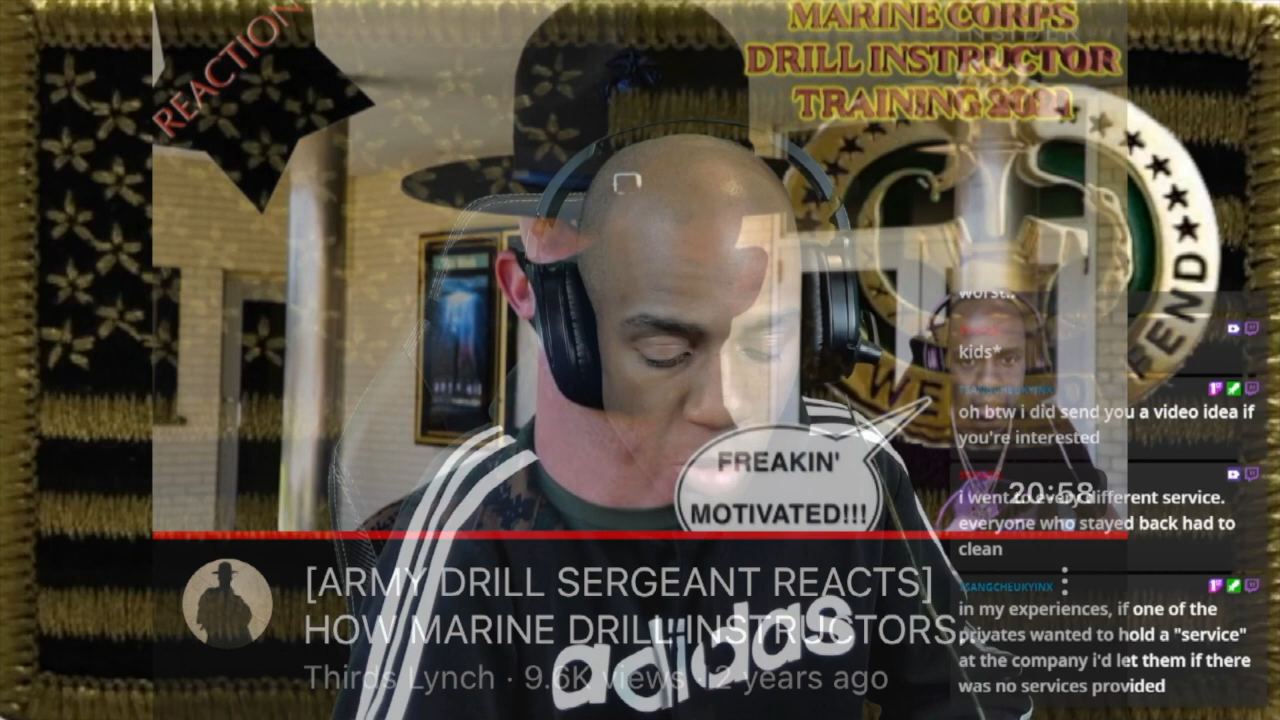 REACTION
MARINE CORPS
INSIDER
DRILL INSTRUCTOR
TRAINING 2021
WE
END
worst..
kids*
oh btw i did send you a video idea if
you're interested
FREAKIN'
MOTIVATED!!!
20:58
i went to every different service.
everyone who stayed back had to
clean
[ARMY DRILL SERGEANT REACTS]
HOW MARINE DRILL INSTRUCTORS...
Thirds Lynch · 9.6K views · 2 years ago
adidas
in my experiences, if one of the
privates wanted to hold a "service"
at the company i'd let them if there
was no services provided